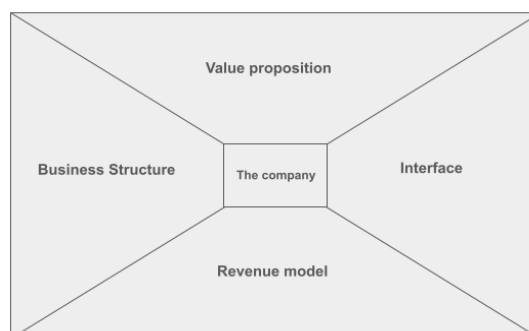 Value proposition
Business Structure
The company
Interface
Revenue model